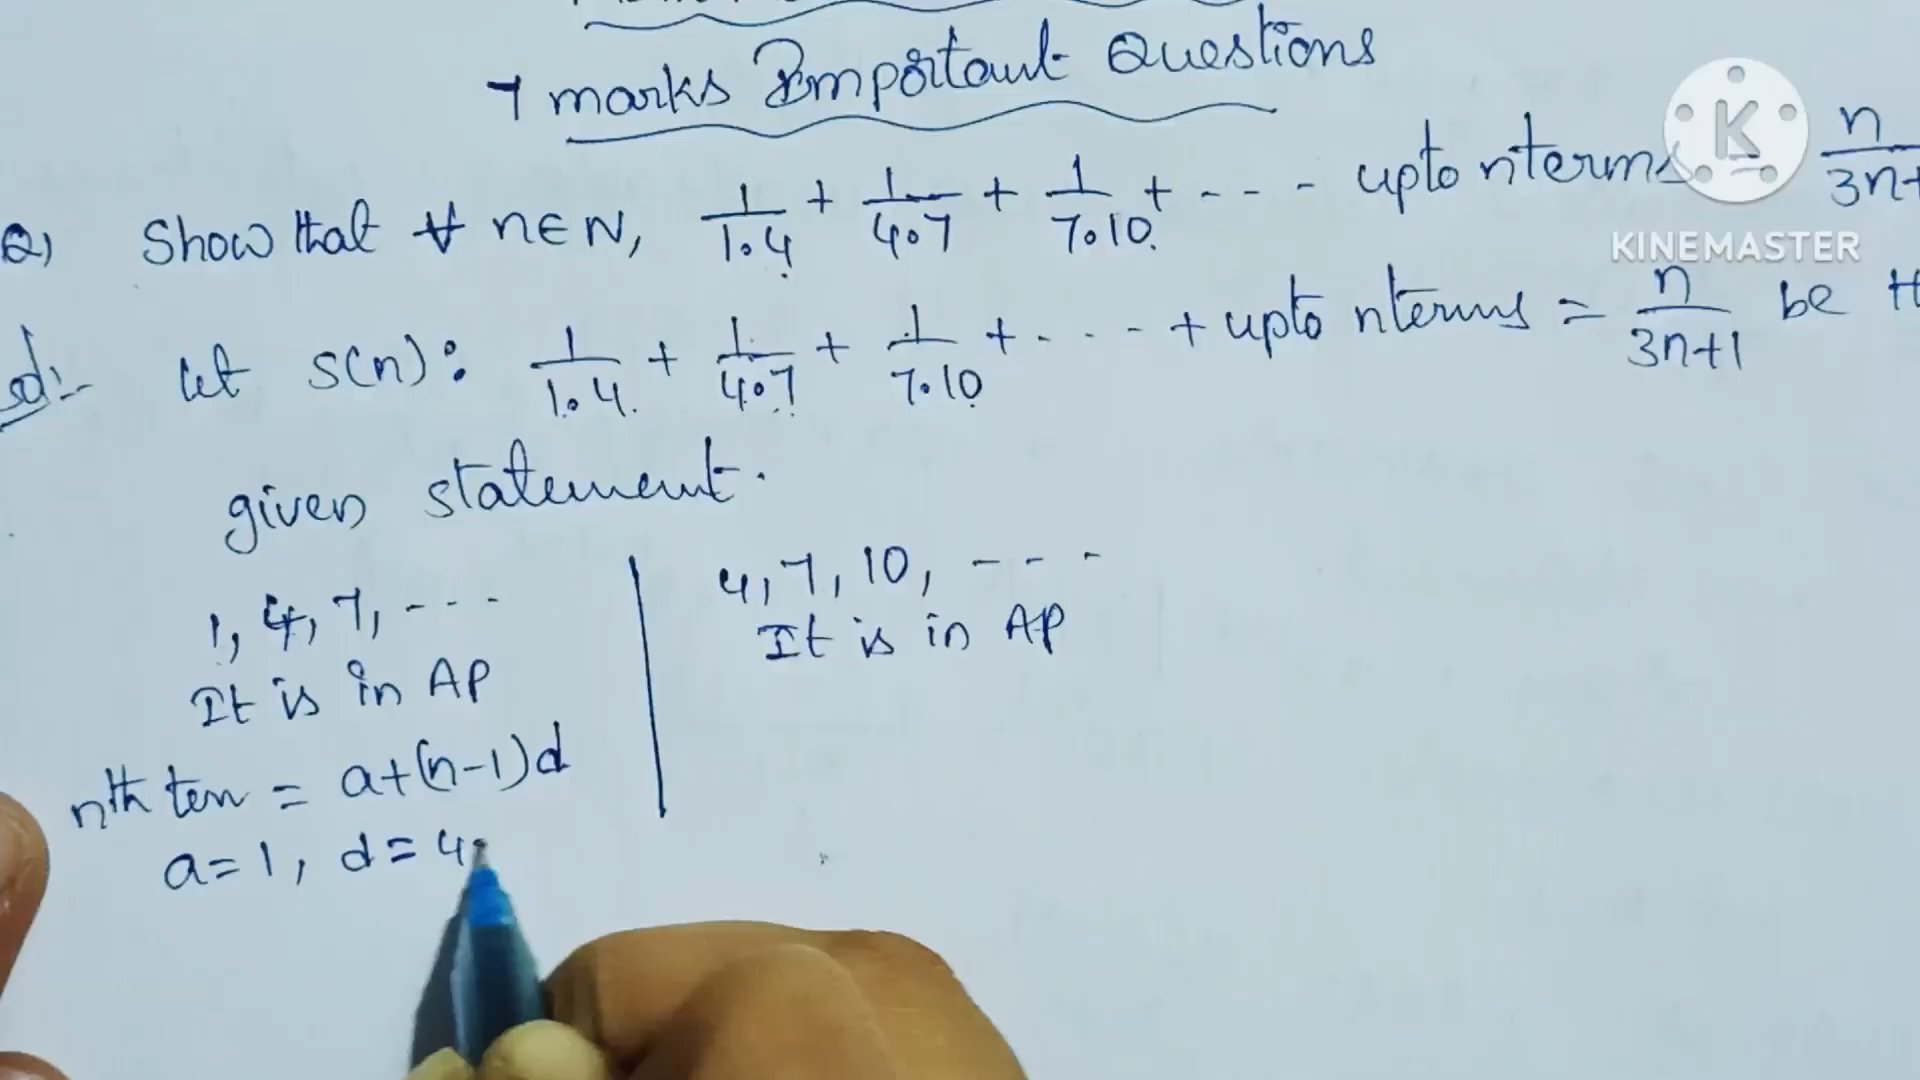 7 marks Important Questions
Q) Show that ∀ n∈N, 1/1.4 + 1/4.7 + 1/7.10 + - - - upto nterms = n/3n+
K
KINEMASTER
Sol:- let S(n): 1/1.4 + 1/4.7 + 1/7.10 + - - - + upto nterms = n/3n+1 be
given statement.
1, 4, 7, - - -
It is in AP
nth term = a+(n-1)d
a=1, d=4
4, 7, 10, - - -
It is in AP